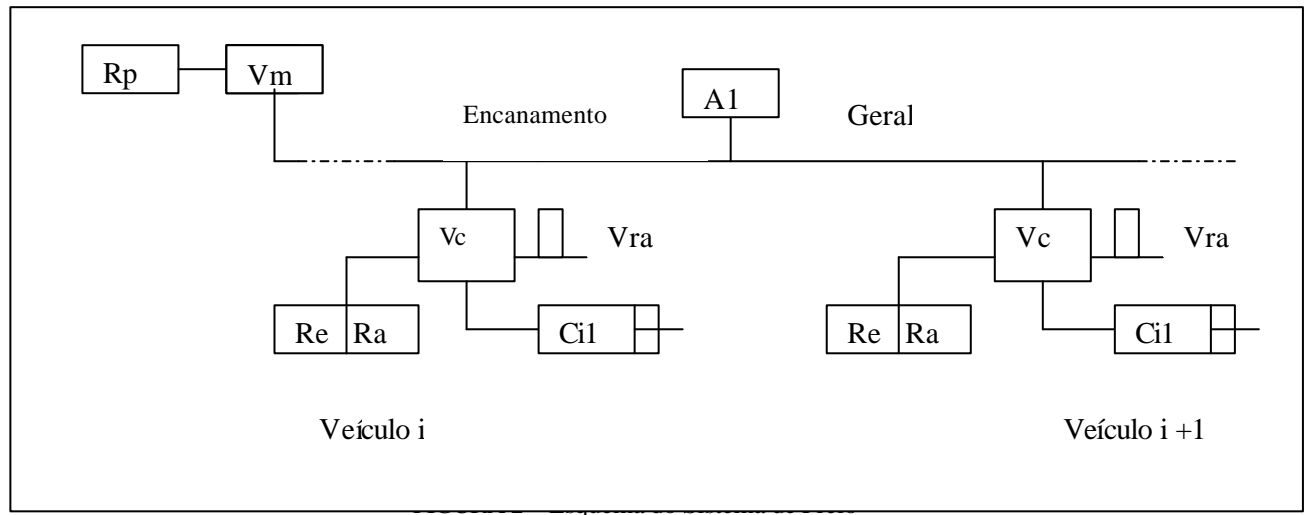 Rp Vm
A1
Encanamento Geral
Vc Vra Vc Vra
Re Ra Ci1 Re Ra Ci1
Veículo i Veículo i +1